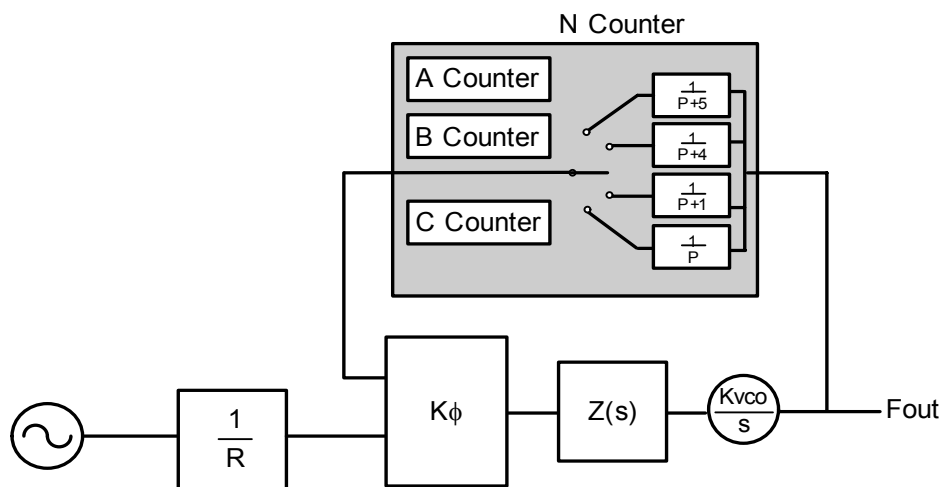 N Counter
A Counter
B Counter
C Counter
1
P+5
1
P+4
1
P+1
1
P
1
R
Kϕ
Z(s)
Kvco
s
Fout